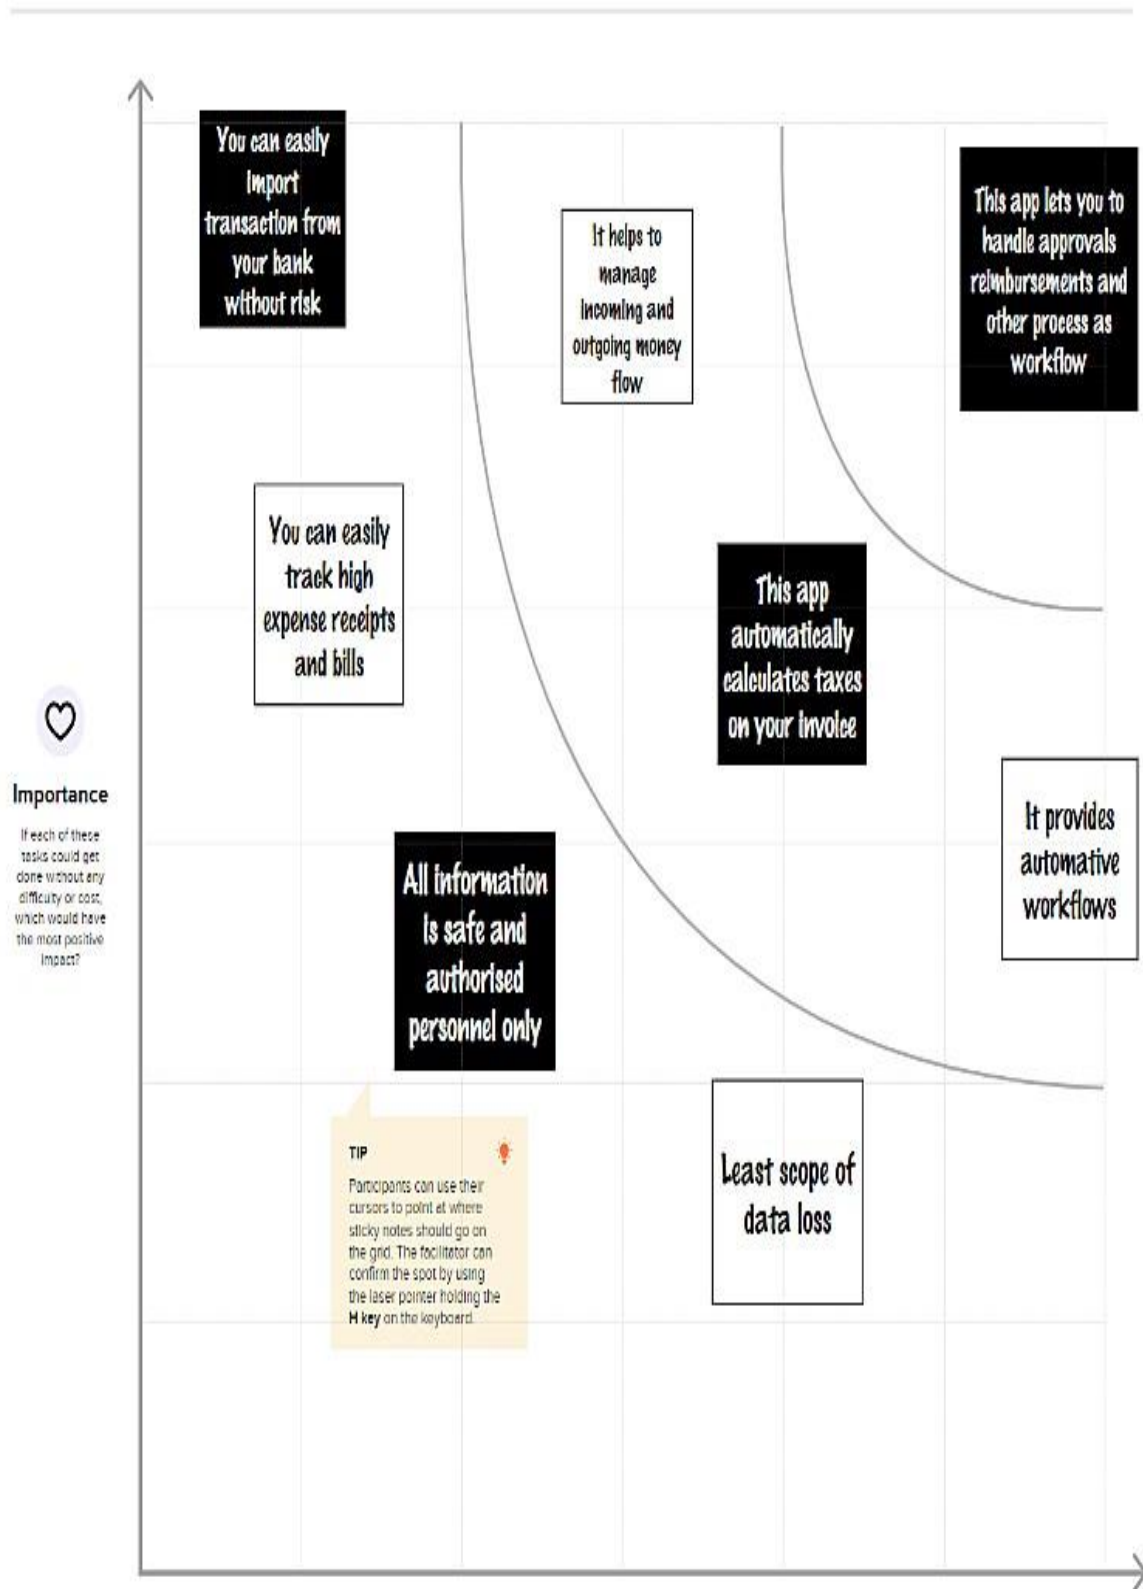 You can easily
import
transaction from
your bank
without risk
It helps to
manage
incoming and
outgoing money
flow
This app lets you to
handle approvals
reimbursements and
other process as
workflow
You can easily
track high
expense receipts
and bills
This app
automatically
calculates taxes
on your invoice
Importance
If each of these
tasks could get
done without any
difficulty or cost,
which would have
the most positive
impact?
It provides
automative
workflows
All information
is safe and
authorised
personnel only
TIP
Participants can use their
cursors to point at where
sticky notes should go on
the grid. The facilitator can
confirm the spot by using
the laser pointer holding the
H key on the keyboard.
Least scope of
data loss